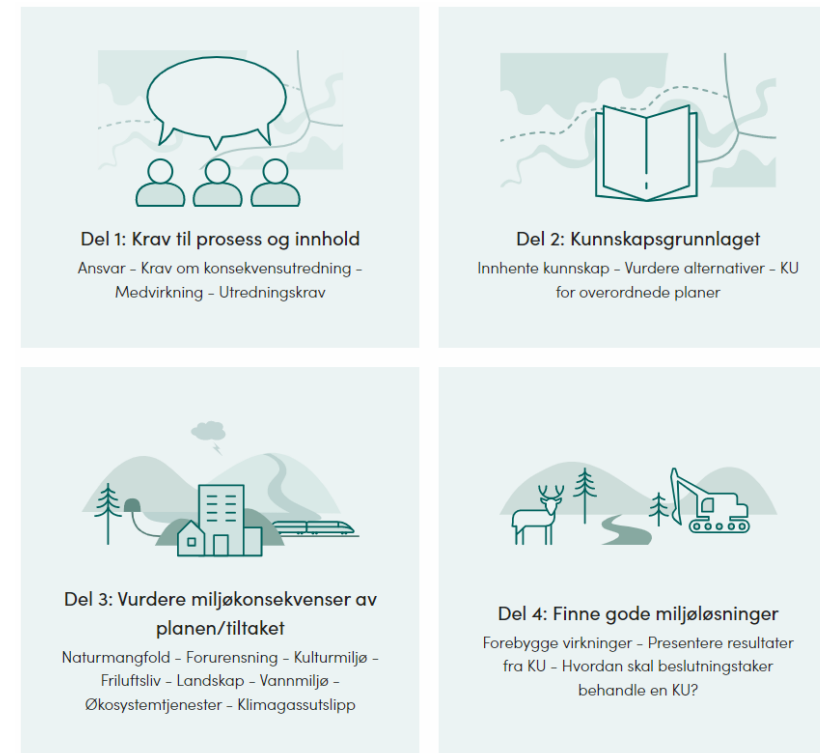 Del 1: Krav til prosess og innhold
Ansvar - Krav om konsekvensutredning -
Medvirkning - Utredningskrav
Del 2: Kunnskapsgrunnlaget
Innhente kunnskap - Vurdere alternativer - KU
for overordnede planer
Del 3: Vurdere miljøkonsekvenser av
planen/tiltaket
Naturmangfold - Forurensning - Kulturmiljø -
Friluftsliv - Landskap - Vannmiljø -
Økosystemtjenester - Klimagassutslipp
Del 4: Finne gode miljøløsninger
Forebygge virkninger - Presentere resultater
fra KU - Hvordan skal beslutningstaker
behandle en KU?